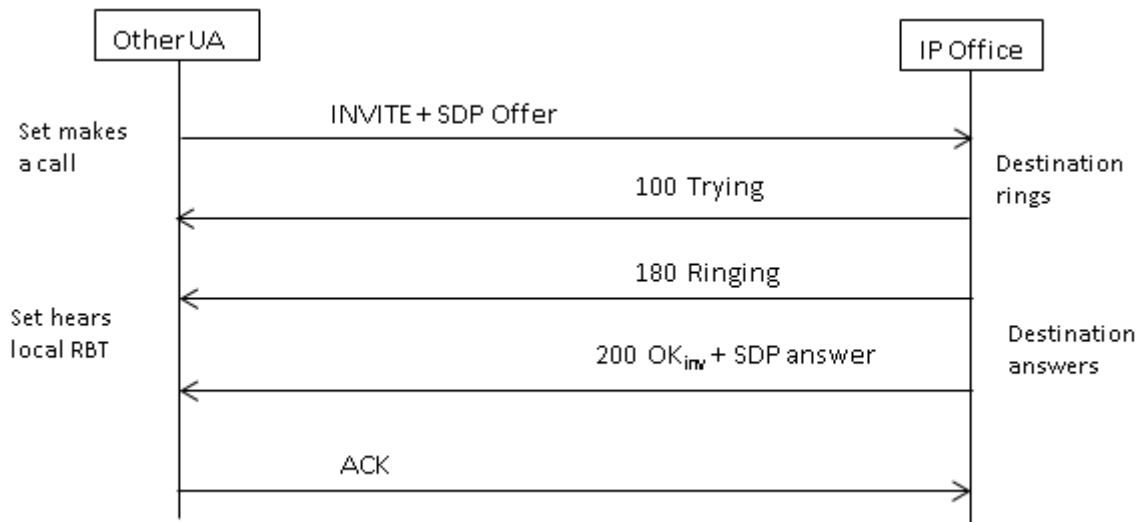 Other UA
IP Office
INVITE + SDP Offer
Set makes
a call
Destination
rings
100 Trying
180 Ringing
Set hears
local RBT
Destination
answers
200 OKinv + SDP answer
ACK